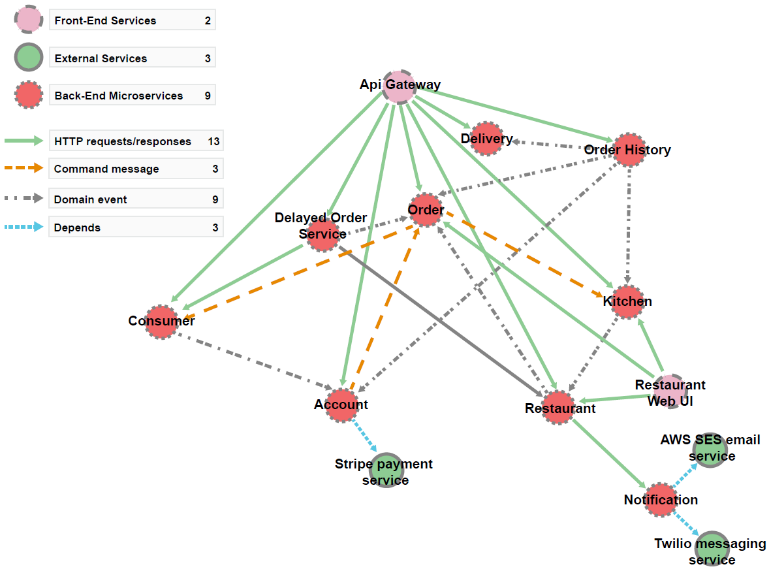 Front-End Services 2
External Services 3
Back-End Microservices 9
HTTP requests/responses 13
Command message 3
Domain event 9
Depends 3
Api Gateway
Delivery
Order History
Order
Delayed Order
Service
Kitchen
Consumer
Restaurant
Web UI
Account
Restaurant
AWS SES email
service
Stripe payment
service
Notification
Twilio messaging
service